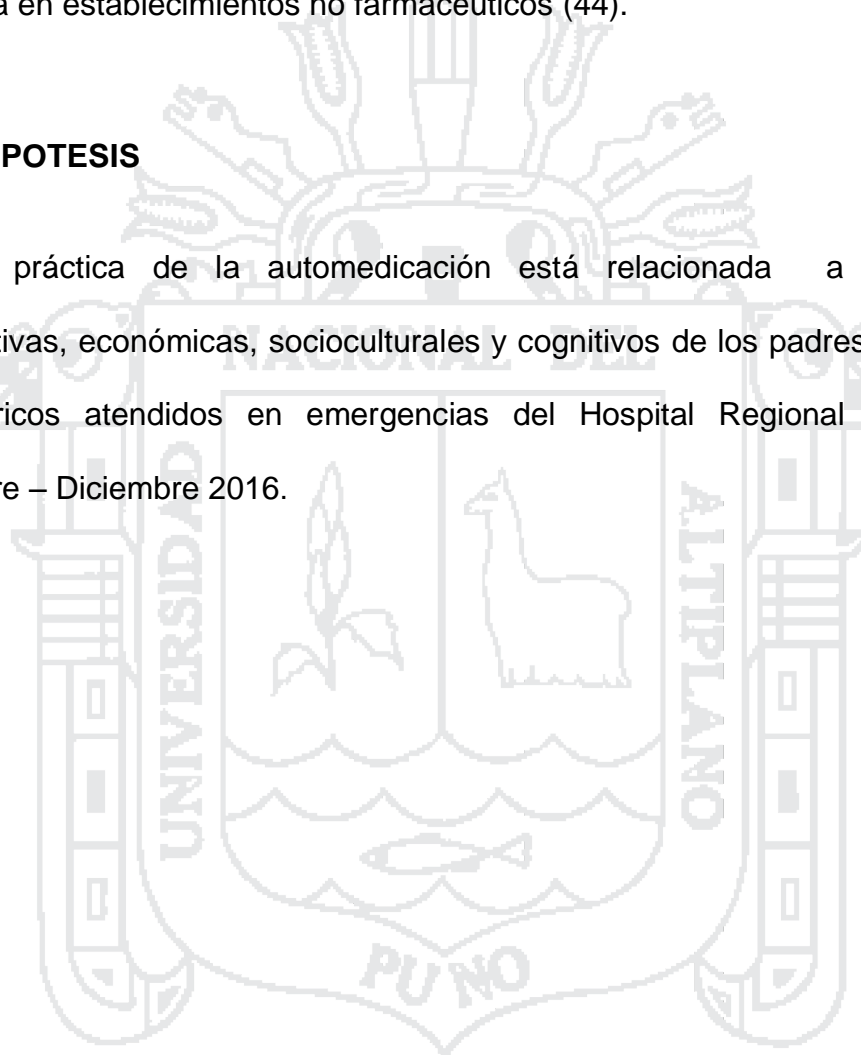 a en establecimientos no farmacéuticos (44).
POTESIS
práctica de la automedicación está relacionada a
tivas, económicas, socioculturales y cognitivos de los padres
ricos atendidos en emergencias del Hospital Regional
re – Diciembre 2016.
NACIONAL DEL
UNIVERSIDAD
ALTIPLANO
PUNO